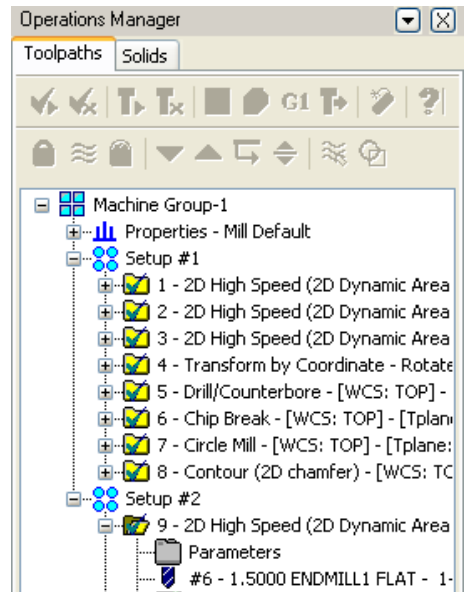 Operations Manager
Toolpaths Solids
G1
Machine Group-1
Properties - Mill Default
Setup #1
1 - 2D High Speed (2D Dynamic Area
2 - 2D High Speed (2D Dynamic Area
3 - 2D High Speed (2D Dynamic Area
4 - Transform by Coordinate - Rotate
5 - Drill/Counterbore - [WCS: TOP] -
6 - Chip Break - [WCS: TOP] - [Tplan
7 - Circle Mill - [WCS: TOP] - [Tplane:
8 - Contour (2D chamfer) - [WCS: TO
Setup #2
9 - 2D High Speed (2D Dynamic Area
Parameters
#6 - 1.5000 ENDMILL1 FLAT - 1-